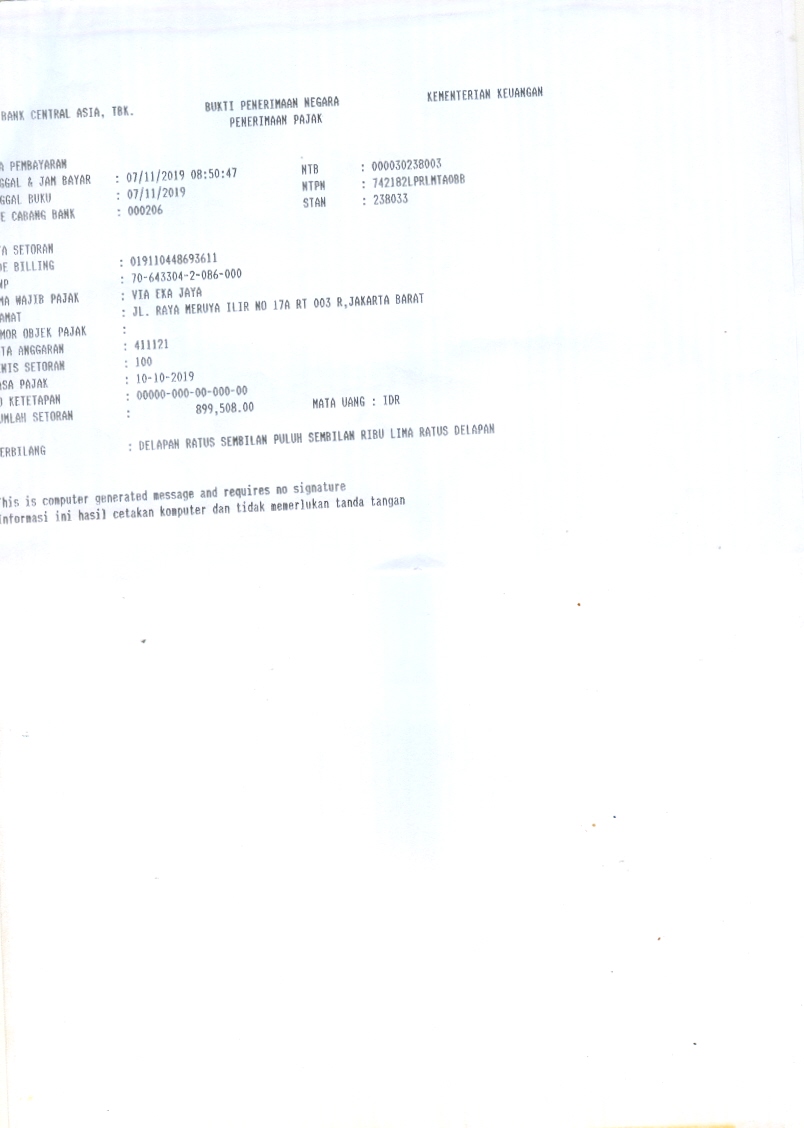 BANK CENTRAL ASIA, TBK. BUKTI PENERIMAAN NEGARA KEMENTERIAN KEUANGAN
PENERIMAAN PAJAK
A PEMBAYARAN
GGAL & JAM BAYAR : 07/11/2019 08:50:47 NTB : 000030238003
GGAL BUKU : 07/11/2019 NTPN : 742182LPRLMTAOBB
E CABANG BANK : 000206 STAN : 238033
A SETORAN
DE BILLING : 019110448693611
WP : 70-643304-2-086-000
MA WAJIB PAJAK : VIA EKA JAYA
AMAT : JL. RAYA MERUYA ILIR NO 17A RT 003 R,JAKARTA BARAT
MOR OBJEK PAJAK :
TA ANGGARAN : 411121
NIS SETORAN : 100
ASA PAJAK : 10-10-2019
O KETETAPAN : 00000-000-00-000-00
UMLAH SETORAN : 899,508.00 MATA UANG : IDR
ERBILANG : DELAPAN RATUS SEMBILAN PULUH SEMBILAN RIBU LIMA RATUS DELAPAN
his is computer generated message and requires no signature
nformasi ini hasil cetakan komputer dan tidak memerlukan tanda tangan